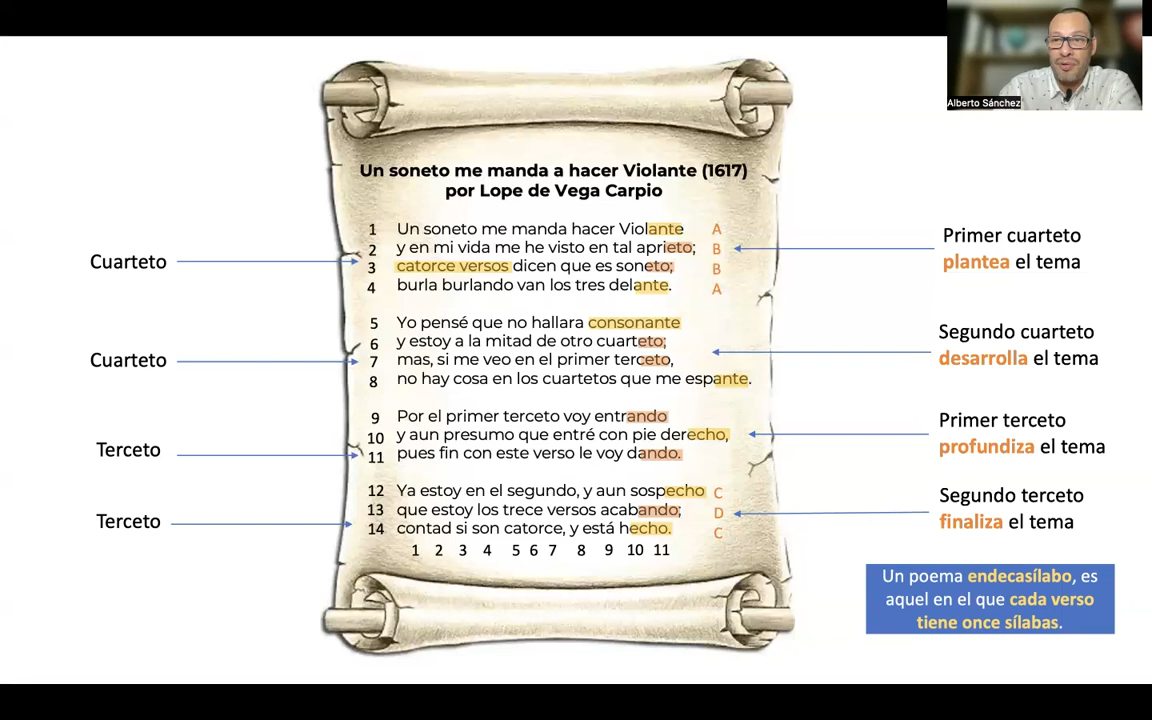 Alberto Sánchez
Un soneto me manda a hacer Violante (1617)
por Lope de Vega Carpio
1 Un soneto me manda hacer Violante A
2 y en mi vida me he visto en tal aprieto; B
3 catorce versos dicen que es soneto; B
4 burla burlando van los tres delante. A
5 Yo pensé que no hallara consonante
6 y estoy a la mitad de otro cuarteto;
7 mas, si me veo en el primer terceto,
8 no hay cosa en los cuartetos que me espante.
9 Por el primer terceto voy entrando
10 y aun presumo que entré con pie derecho,
11 pues fin con este verso le voy dando.
12 Ya estoy en el segundo, y aun sospecho C
13 que estoy los trece versos acabando; D
14 contad si son catorce, y está hecho. C
1 2 3 4 5 6 7 8 9 10 11
Cuarteto
Cuarteto
Terceto
Terceto
Primer cuarteto
plantea el tema
Segundo cuarteto
desarrolla el tema
Primer terceto
profundiza el tema
Segundo terceto
finaliza el tema
Un poema endecasílabo, es
aquel en el que cada verso
tiene once sílabas.